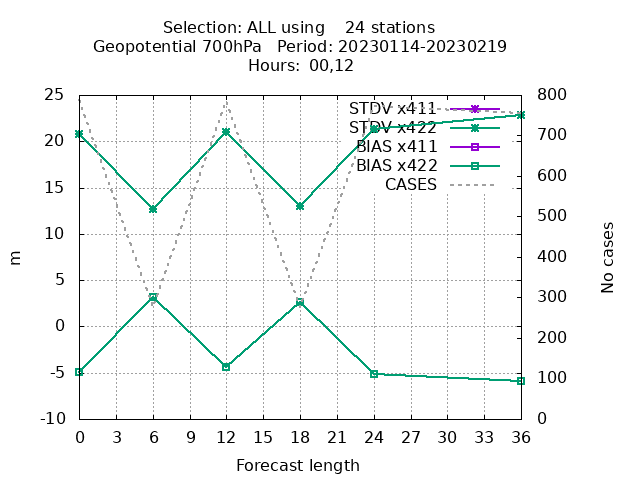 Selection: ALL using    24 stations
Geopotential 700hPa   Period: 20230114-20230219
Hours: 00,12
25
20
15
10
5
0
-5
-10
m
800
700
600
500
400
300
200
100
0
No cases
STDV x411
STDV x422
BIAS x411
BIAS x422
CASES
0 3 6 9 12 15 18 21 24 27 30 33 36
Forecast length